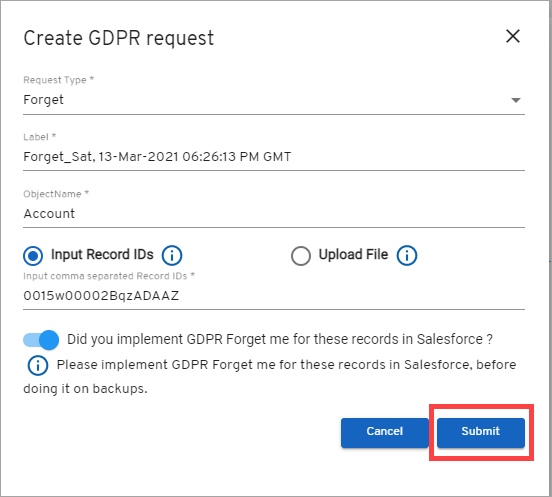 Create GDPR request
Request Type *
Forget
Label *
Forget_Sat, 13-Mar-2021 06:26:13 PM GMT
ObjectName *
Account
Input Record IDs Upload File
Input comma separated Record IDs *
0015w00002BqzADAAZ
Did you implement GDPR Forget me for these records in Salesforce ?
Please implement GDPR Forget me for these records in Salesforce, before
doing it on backups.
Cancel Submit